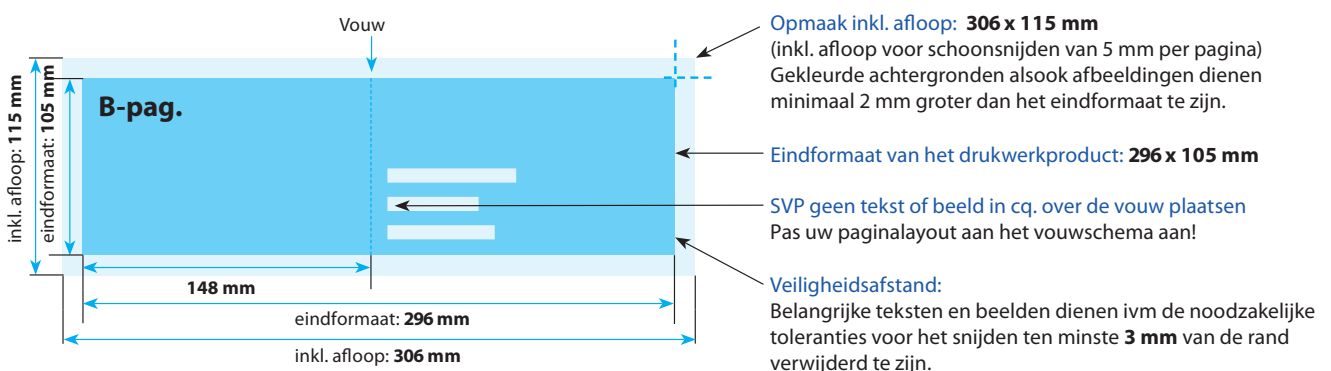 Vouw
Opmaak inkl. afloop: 306 x 115 mm
(inkl. afloop voor schoonsnijden van 5 mm per pagina)
Gekleurde achtergronden alsook afbeeldingen dienen
minimaal 2 mm groter dan het eindformaat te zijn.
inkl. afloop: 115 mm
eindformaat: 105 mm
B-pag.
Eindformaat van het drukwerkproduct: 296 x 105 mm
SVP geen tekst of beeld in cq. over de vouw plaatsen
Pas uw paginalayout aan het vouwschema aan!
148 mm
eindformaat: 296 mm
inkl. afloop: 306 mm
Veiligheidsafstand:
Belangrijke teksten en beelden dienen ivm de noodzakelijke
toleranties voor het snijden ten minste 3 mm van de rand
verwijderd te zijn.